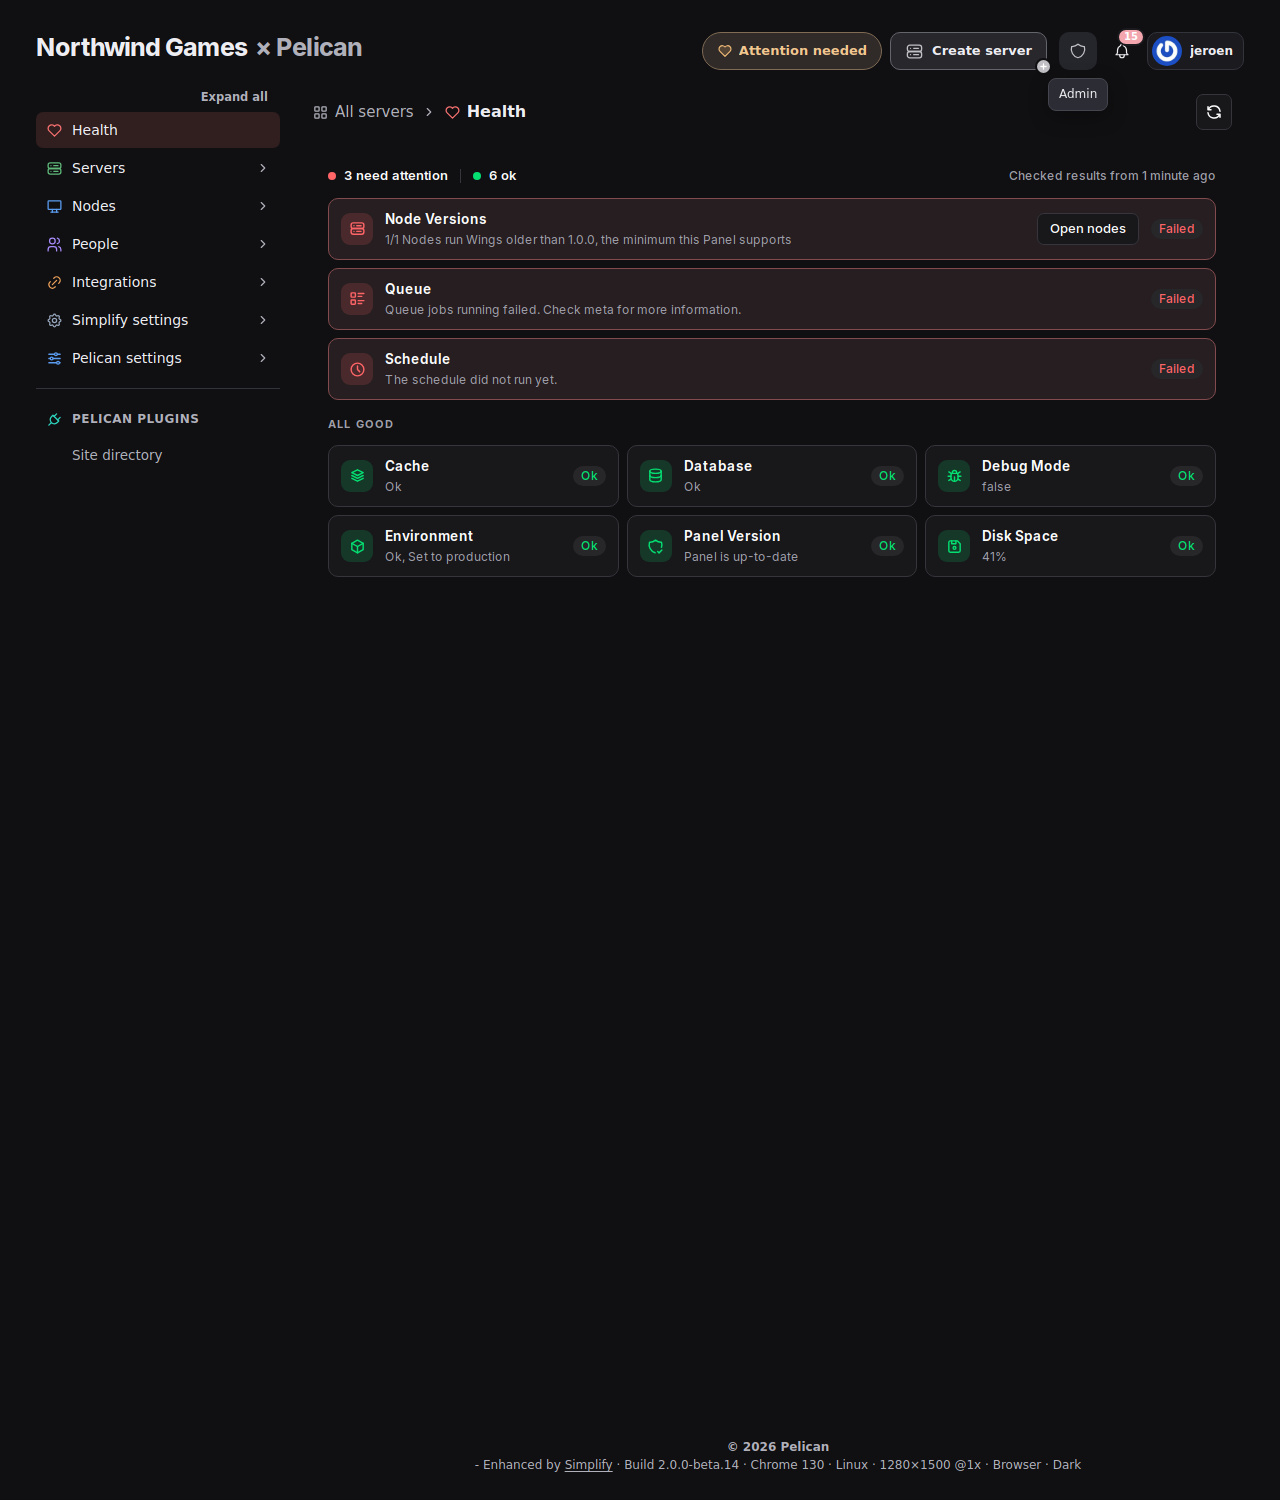 Northwind Games × Pelican
Attention needed
Create server
15
jeroen
Admin
Expand all
Health
Servers
Nodes
People
Integrations
Simplify settings
Pelican settings
PELICAN PLUGINS
Site directory
All servers
Health
3 need attention
6 ok
Checked results from 1 minute ago
Node Versions
1/1 Nodes run Wings older than 1.0.0, the minimum this Panel supports
Open nodes
Failed
Queue
Queue jobs running failed. Check meta for more information.
Failed
Schedule
The schedule did not run yet.
Failed
ALL GOOD
Cache
Ok
Ok
Database
Ok
Ok
Debug Mode
false
Ok
Environment
Ok, Set to production
Ok
Panel Version
Panel is up-to-date
Ok
Disk Space
41%
Ok
© 2026 Pelican
- Enhanced by Simplify · Build 2.0.0-beta.14 · Chrome 130 · Linux · 1280×1500 @1x · Browser · Dark